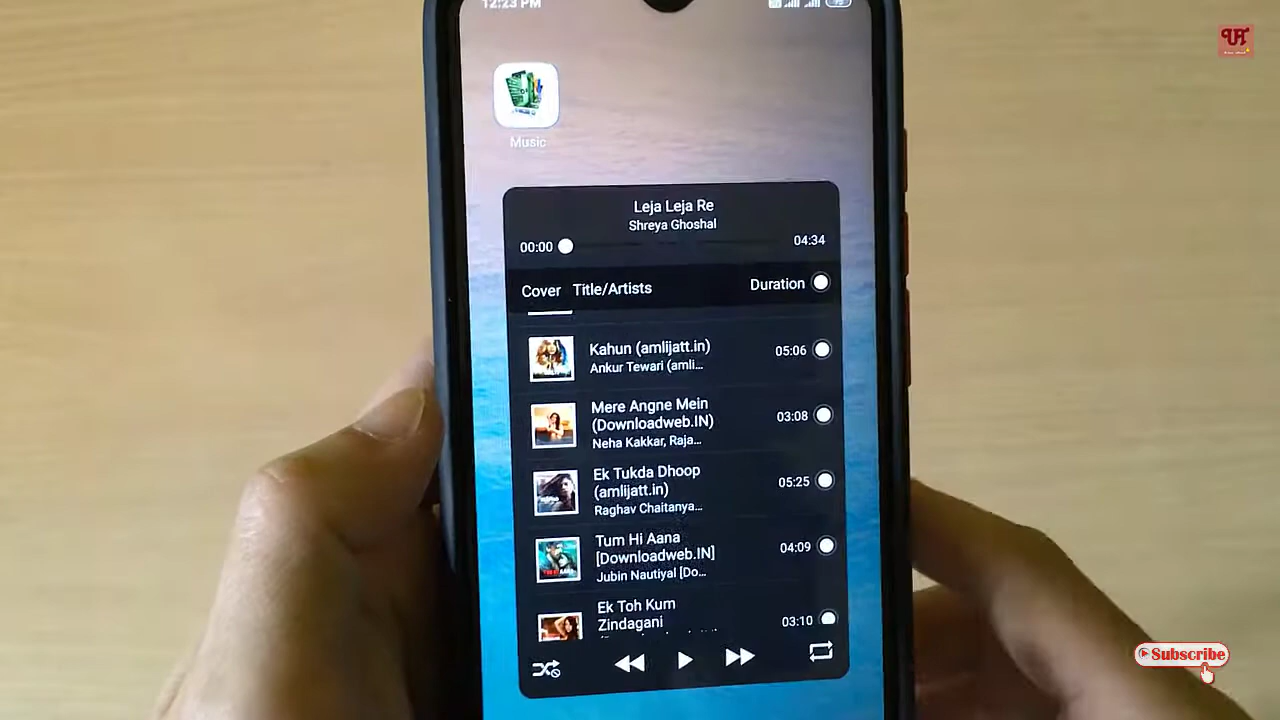 12:23 PM
Music
Leja Leja Re
Shreya Ghoshal
00:00
04:34
Cover Title/Artists Duration
Kahun (amlijatt.in)
Ankur Tewari (amli...
05:06
Mere Angne Mein
(Downloadweb.IN)
Neha Kakkar, Raja...
03:08
Ek Tukda Dhoop
(amlijatt.in)
Raghav Chaitanya...
05:25
Tum Hi Aana
[Downloadweb.IN]
Jubin Nautiyal [Do...
04:09
Ek Toh Kum
Zindagani
03:10
Subscribe